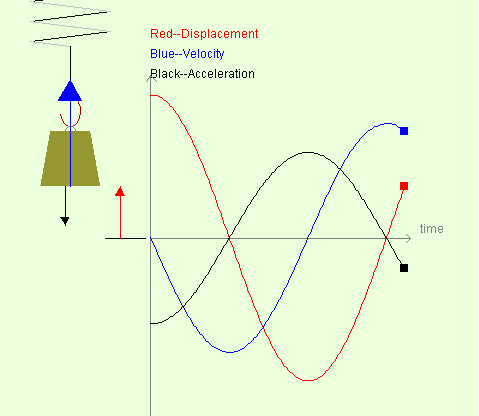 Red--Displacement
Blue--Velocity
Black--Acceleration
time